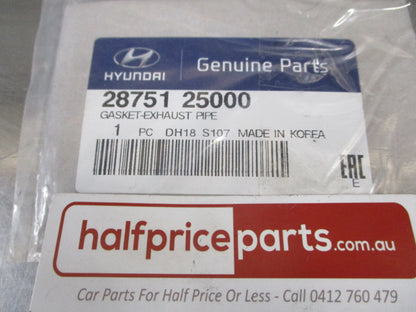 HYUNDAI
Genuine Parts
28751 25000
GASKET-EXHAUST PIPE
1 PC DH18 S107 MADE IN KOREA
EAC
E
halfpriceparts.com.au
Car Parts For Half Price Or Less - Call 0412 760 479